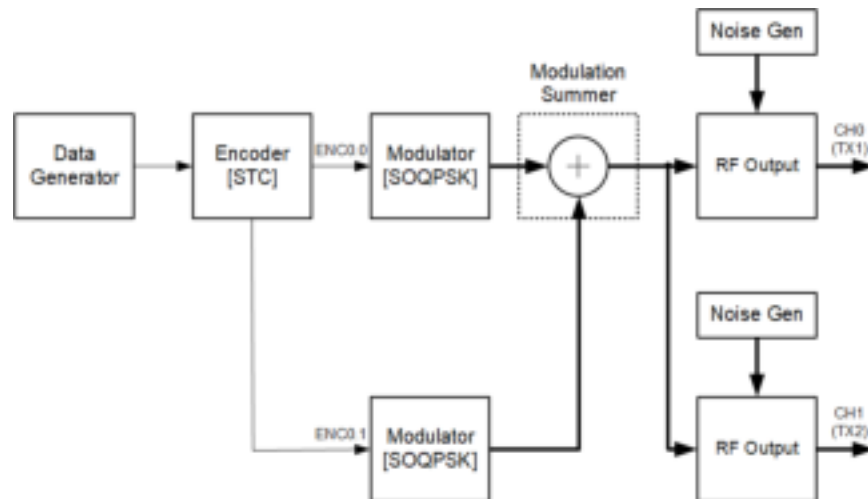 Noise Gen
Modulation
Summer
Data
Generator
Encoder
[STC]
ENC0.0
Modulator
[SOQPSK]
+
RF Output
CH0
(TX1)
Noise Gen
ENC0.1
Modulator
[SOQPSK]
RF Output
CH1
(TX2)